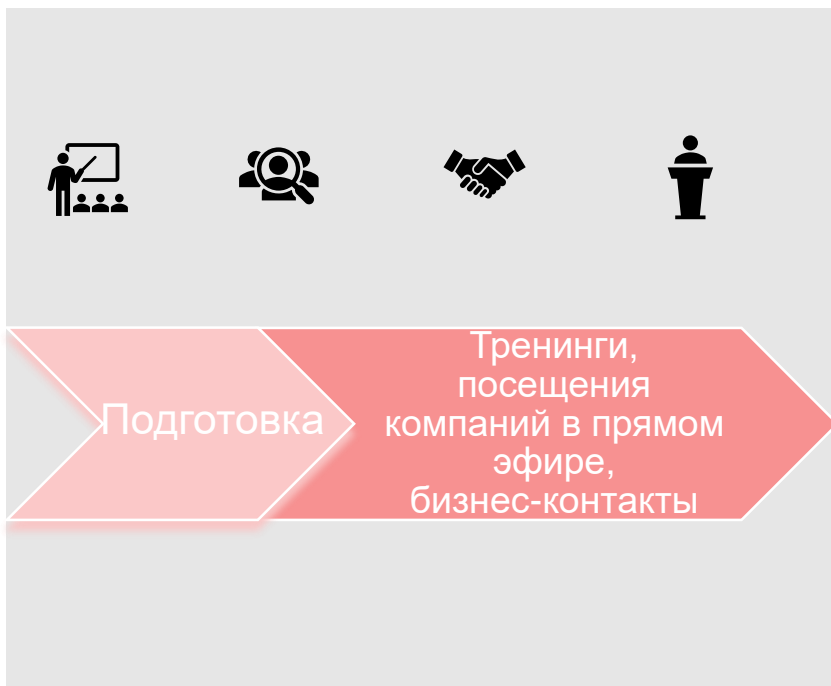 Подготовка
Тренинги,
посещения
компаний в прямом
эфире,
бизнес-контакты